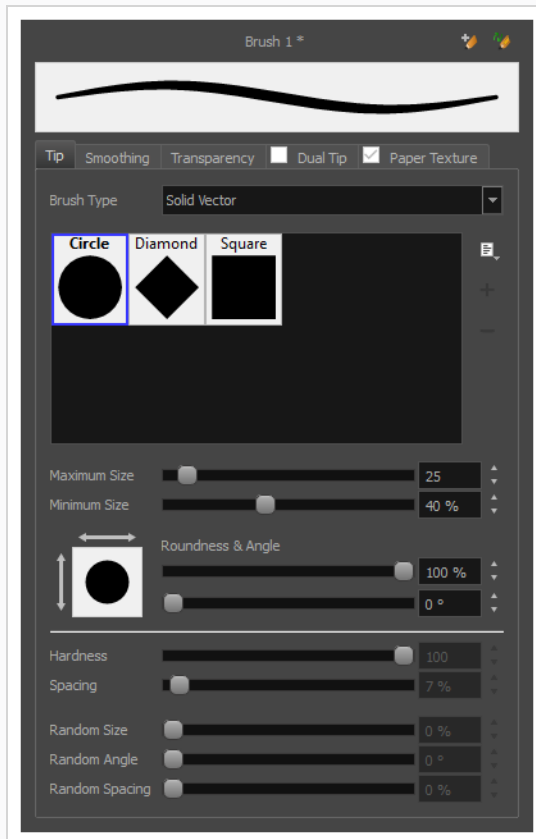 Brush 1 *
Tip Smoothing Transparency Dual Tip Paper Texture
Brush Type Solid Vector
Circle Diamond Square
Maximum Size 25
Minimum Size 40 %
Roundness & Angle
100 %
0 °
Hardness 100
Spacing 7 %
Random Size 0 %
Random Angle 0 °
Random Spacing 0 %